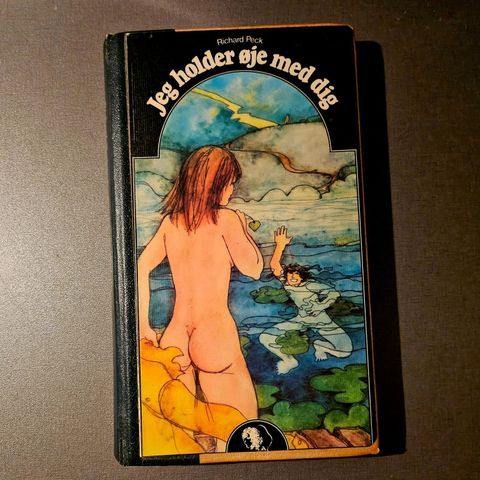 Richard Peck
Jeg holder øje med dig